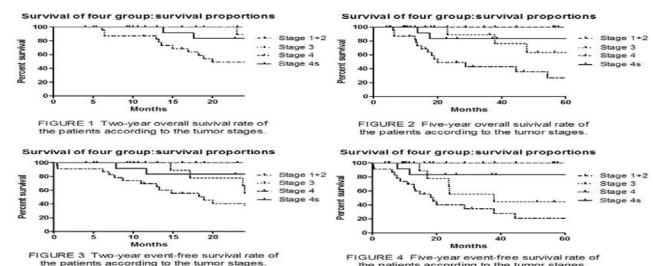 Survival of four group:survival proportions
Percent survival
100
80
60
40
20
0
0 5 10 15 20
Months
Stage 1+2
Stage 3
Stage 4
Stage 4s
FIGURE 1 Two-year overall suivival rate of
the patients according to the tumor stages.
Survival of four group:survival proportions
Percent survival
100
80
60
40
20
0
0 20 40 60
Months
Stage 1+2
Stage 3
Stage 4
Stage 4s
FIGURE 2 Five-year overall suivival rate of
the patients according to the tumor stages.
Survival of four group:survival proportions
Percent survival
100
80
60
40
20
0
0 5 10 15 20
Months
Stage 1+2
Stage 3
Stage 4
Stage 4s
FIGURE 3 Two-year event-free survival rate of
the patients according to the tumor stages.
Survival of four group:survival proportions
Percent survival
100
80
60
40
20
0
0 20 40 60
Months
Stage 1+2
Stage 3
Stage 4
Stage 4s
FIGURE 4 Five-year event-free survival rate of
the patients according to the tumor stages.